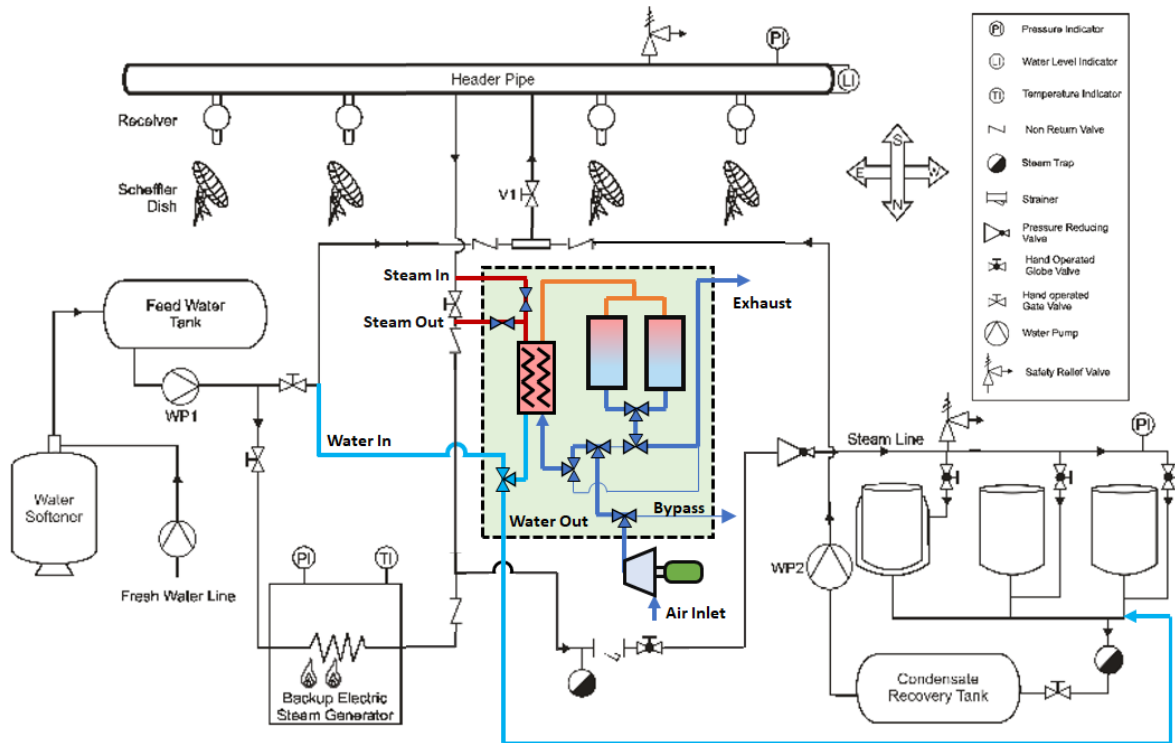 PI
Pressure Indicator
LI
Water Level Indicator
TI
Temperature Indicator
Non Return Valve
Steam Trap
Strainer
Pressure Reducing
Valve
Hand Operated
Globe Valve
Hand operated
Gate Valve
Water Pump
Safety Relief Valve
PI
Header Pipe
LI
Receiver
Scheffler
Dish
V1
S
E
W
N
Steam In
Exhaust
Feed Water
Tank
Steam Out
WP1
Water In
Steam Line
PI
Water
Softener
Water Out
Bypass
WP2
PI
TI
Fresh Water Line
Air Inlet
Backup Electric
Steam Generator
Condensate
Recovery Tank